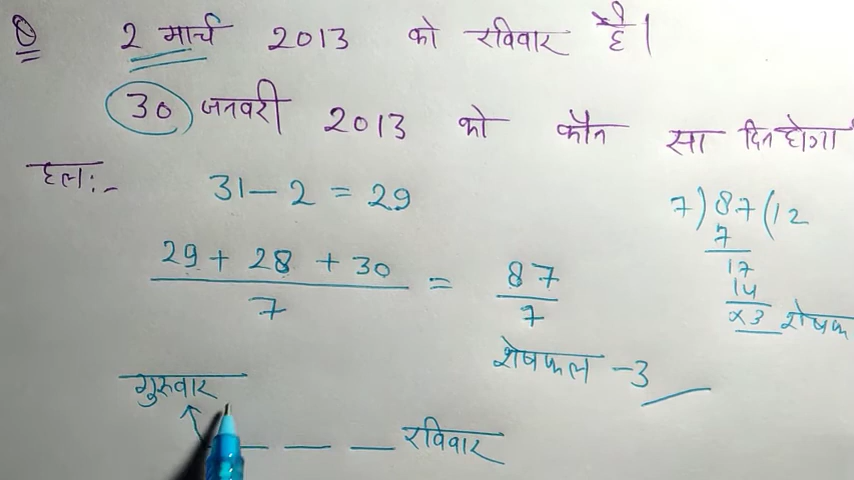 Q 2 मार्च 2013 को रविवार है।
30 जनवरी 2013 को कौन सा दिन होगा
हल:-
31 - 2 = 29
29 + 28 + 30
7
= 87
7
7 ) 87 ( 12
7
17
14
×3 शेषफल
शेषफल - 3
गुरुवार
_ _ _ रविवार